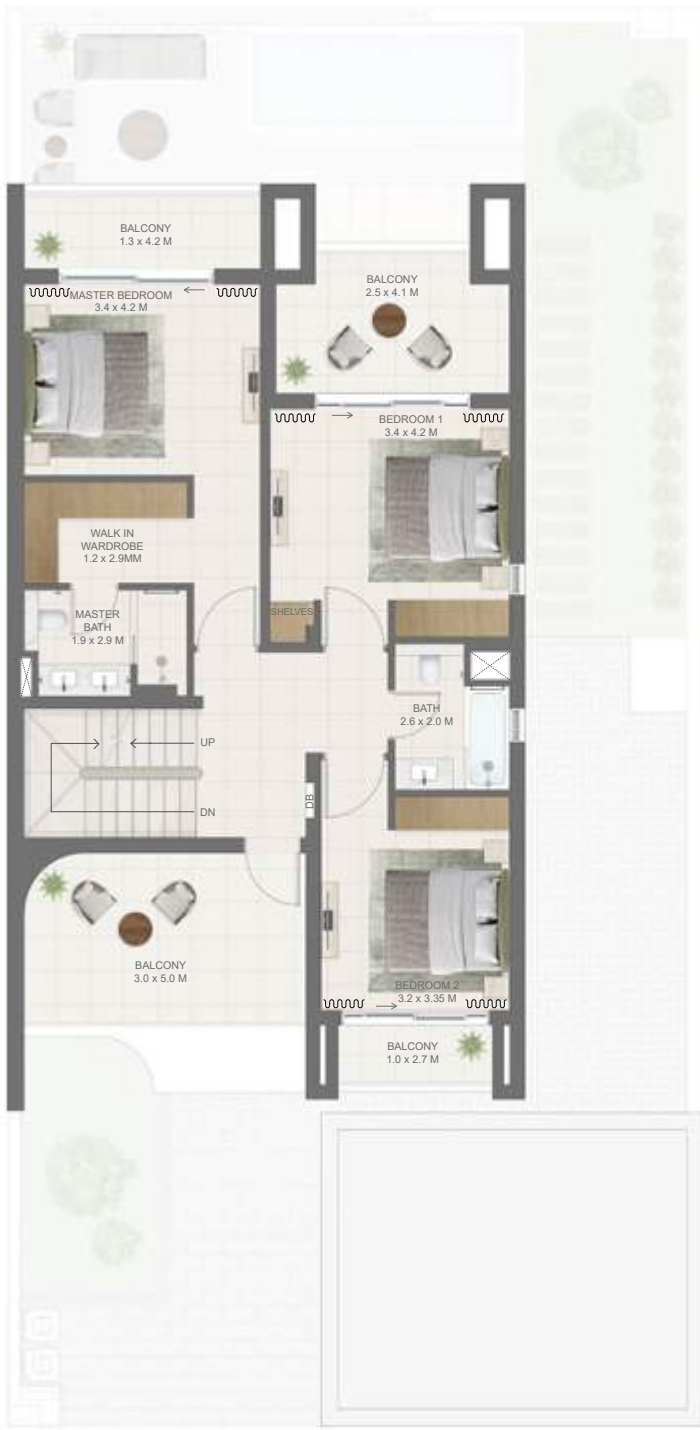 BALCONY
1.3 x 4.2 M
MASTER BEDROOM
3.4 x 4.2 M
BALCONY
2.5 x 4.1 M
BEDROOM 1
3.4 x 4.2 M
WALK IN
WARDROBE
1.2 x 2.9MM
MASTER
BATH
1.9 x 2.9 M
SHELVES
BATH
2.6 x 2.0 M
UP
DN
DB
BALCONY
3.0 x 5.0 M
BEDROOM 2
3.2 x 3.35 M
BALCONY
1.0 x 2.7 M